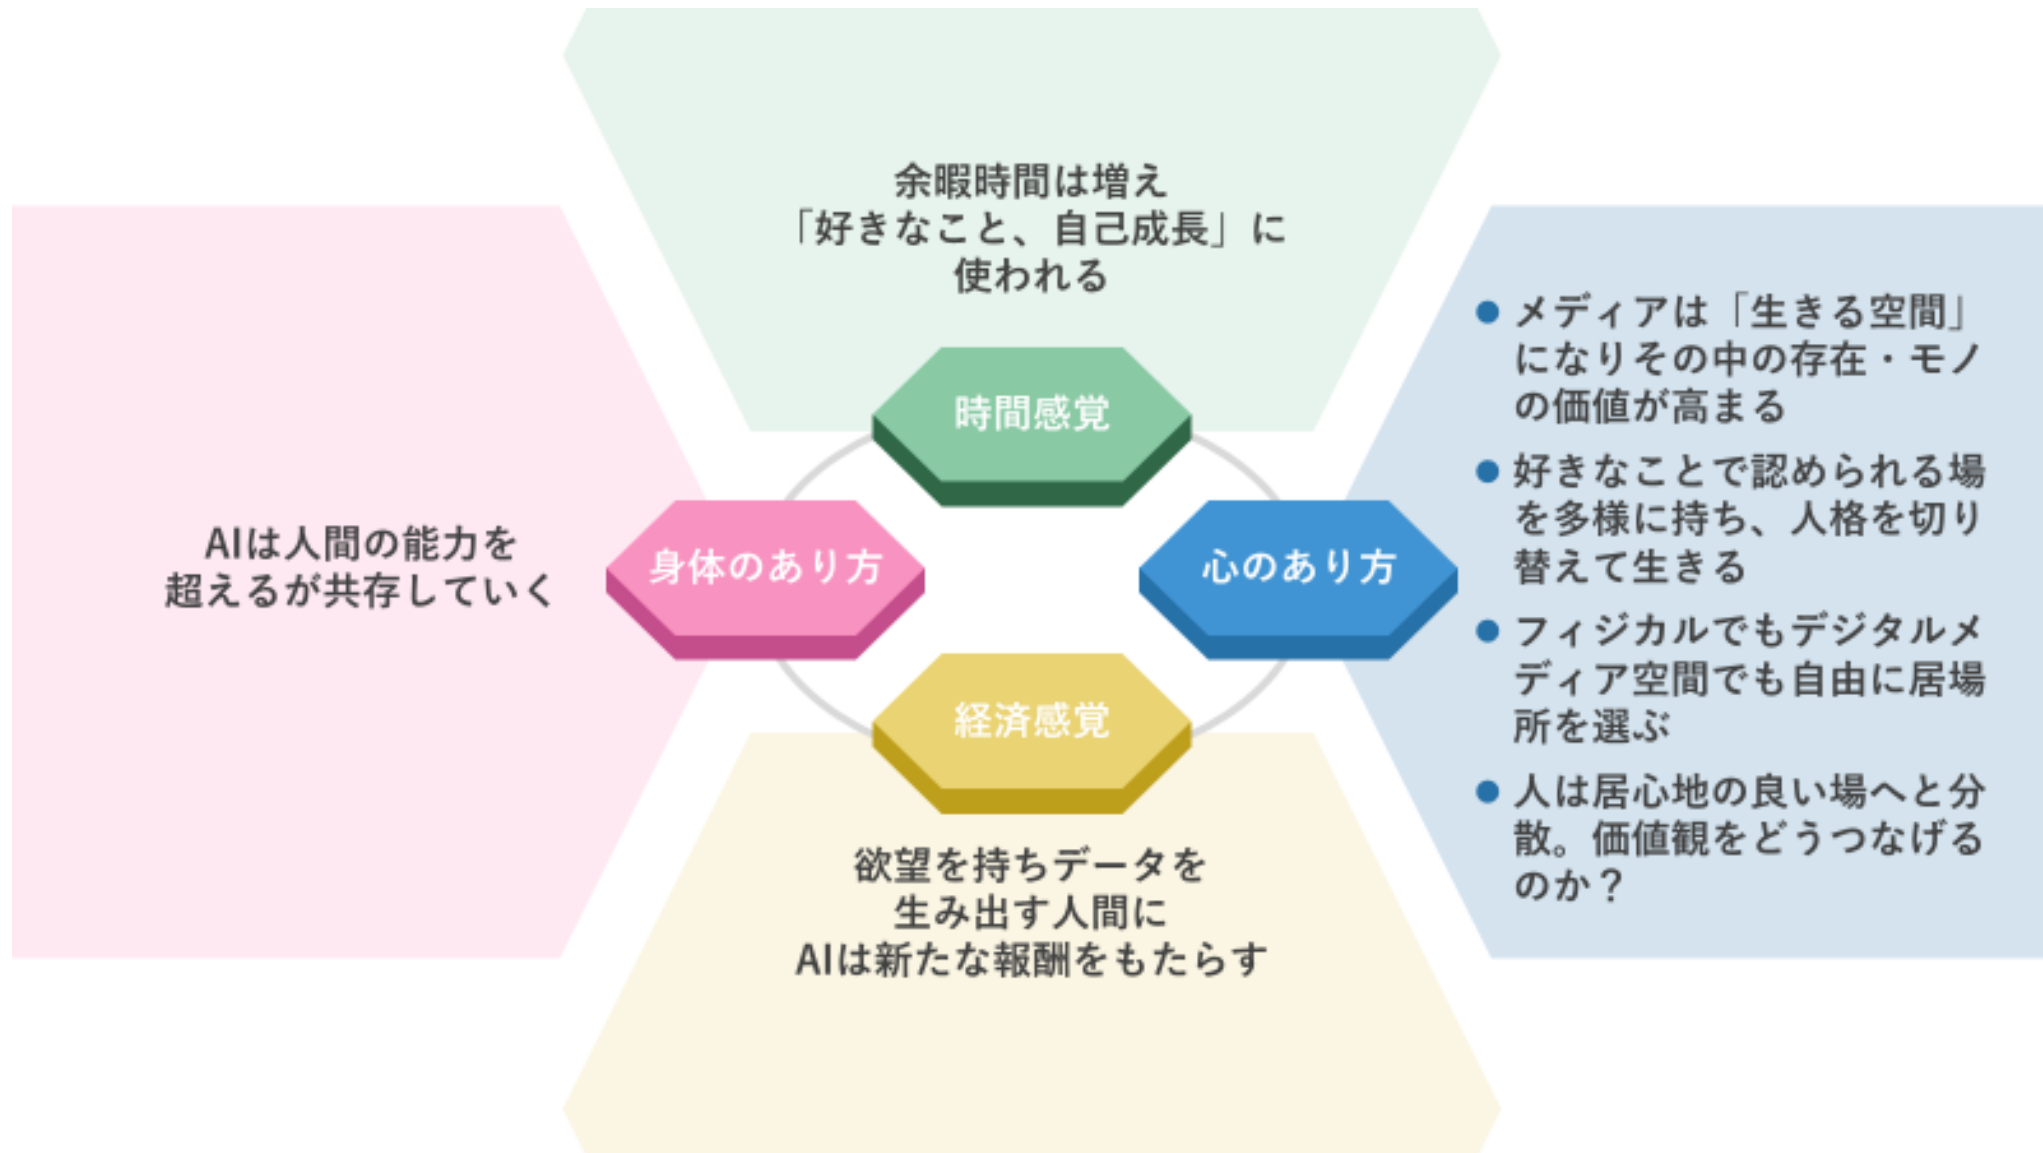 余暇時間は増え
「好きなこと、自己成長」に
使われる
時間感覚
AIは人間の能力を
超えるが共存していく
身体のあり方
心のあり方
● メディアは「生きる空間」
になりその中の存在・モノ
の価値が高まる
● 好きなことで認められる場
を多様に持ち、人格を切り
替えて生きる
● フィジカルでもデジタルメ
ディア空間でも自由に居場
所を選ぶ
● 人は居心地の良い場へと分
散。価値観をどうつなげる
のか？
経済感覚
欲望を持ちデータを
生み出す人間に
AIは新たな報酬をもたらす